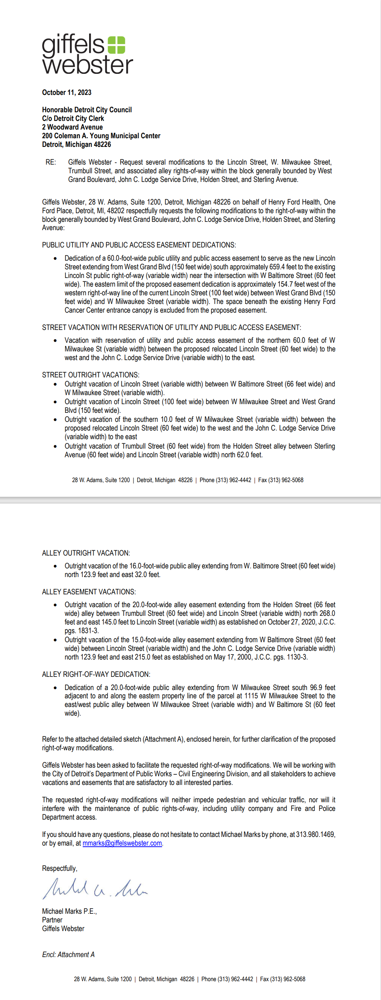 giffels
webster
October 11, 2023
Honorable Detroit City Council
C/o Detroit City Clerk
2 Woodward Avenue
200 Coleman A. Young Municipal Center
Detroit, Michigan 48226
RE: Giffels Webster - Request several modifications to the Lincoln Street, W. Milwaukee Street,
Trumbull Street, and associated alley rights-of-way within the block generally bounded by West
Grand Boulevard, John C. Lodge Service Drive, Holden Street, and Sterling Avenue.
Giffels Webster, 28 W. Adams, Suite 1200, Detroit, Michigan 48226 on behalf of Henry Ford Health, One
Ford Place, Detroit, MI, 48202 respectfully requests the following modifications to the right-of-way within the
block generally bounded by West Grand Boulevard, John C. Lodge Service Drive, Holden Street, and Sterling
Avenue:
PUBLIC UTILITY AND PUBLIC ACCESS EASEMENT DEDICATIONS:
• Dedication of a 60.0-foot-wide public utility and public access easement to serve as the new Lincoln
Street extending from West Grand Blvd (150 feet wide) south approximately 659.4 feet to the existing
Lincoln St public right-of-way (variable width) near the intersection with W Baltimore Street (60 feet
wide). The eastern limit of the proposed easement dedication is approximately 154.7 feet west of the
western right-of-way line of the current Lincoln Street (100 feet wide) between West Grand Blvd (150
feet wide) and W Milwaukee Street (variable width). The space beneath the existing Henry Ford
Cancer Center entrance canopy is excluded from the proposed easement.
STREET VACATION WITH RESERVATION OF UTILITY AND PUBLIC ACCESS EASEMENT:
• Vacation with reservation of utility and public access easement of the northern 60.0 feet of W
Milwaukee St (variable width) between the proposed relocated Lincoln Street (60 feet wide) to the
west and the John C. Lodge Service Drive (variable width) to the east.
STREET OUTRIGHT VACATIONS:
• Outright vacation of Lincoln Street (variable width) between W Baltimore Street (66 feet wide) and
W Milwaukee Street (variable width).
• Outright vacation of Lincoln Street (100 feet wide) between W Milwaukee Street and West Grand
Blvd (150 feet wide).
• Outright vacation of the southern 10.0 feet of W Milwaukee Street (variable width) between the
proposed relocated Lincoln Street (60 feet wide) to the west and the John C. Lodge Service Drive
(variable width) to the east
• Outright vacation of Trumbull Street (60 feet wide) from the Holden Street alley between Sterling
Avenue (60 feet wide) and Lincoln Street (variable width) north 62.0 feet.
28 W. Adams, Suite 1200 | Detroit, Michigan 48226 | Phone (313) 962-4442 | Fax (313) 962-5068
ALLEY OUTRIGHT VACATION:
• Outright vacation of the 16.0-foot-wide public alley extending from W. Baltimore Street (60 feet wide)
north 123.9 feet and east 32.0 feet.
ALLEY EASEMENT VACATIONS:
• Outright vacation of the 20.0-foot-wide alley easement extending from the Holden Street (66 feet
wide) alley between Trumbull Street (60 feet wide) and Lincoln Street (variable width) north 268.0
feet and east 145.0 feet to Lincoln Street (variable width) as established on October 27, 2020, J.C.C.
pgs. 1831-3.
• Outright vacation of the 15.0-foot-wide alley easement extending from W Baltimore Street (60 feet
wide) between Lincoln Street (variable width) and the John C. Lodge Service Drive (variable width)
north 123.9 feet and east 215.0 feet as established on May 17, 2000, J.C.C. pgs. 1130-3.
ALLEY RIGHT-OF-WAY DEDICATION:
• Dedication of a 20.0-foot-wide public alley extending from W Milwaukee Street south 96.9 feet
adjacent to and along the eastern property line of the parcel at 1115 W Milwaukee Street to the
east/west public alley between W Milwaukee Street (variable width) and W Baltimore St (60 feet
wide).
Refer to the attached detailed sketch (Attachment A), enclosed herein, for further clarification of the proposed
right-of-way modifications.
Giffels Webster has been asked to facilitate the requested right-of-way modifications. We will be working with
the City of Detroit's Department of Public Works – Civil Engineering Division, and all stakeholders to achieve
vacations and easements that are satisfactory to all interested parties.
The requested right-of-way modifications will neither impede pedestrian and vehicular traffic, nor will it
interfere with the maintenance of public rights-of-way, including utility company and Fire and Police
Department access.
If you should have any questions, please do not hesitate to contact Michael Marks by phone, at 313.980.1469,
or by email, at mmarks@giffelswebster.com.
Respectfully,
Michael Marks P.E.,
Partner
Giffels Webster
Encl: Attachment A
28 W. Adams, Suite 1200 | Detroit, Michigan 48226 | Phone (313) 962-4442 | Fax (313) 962-5068